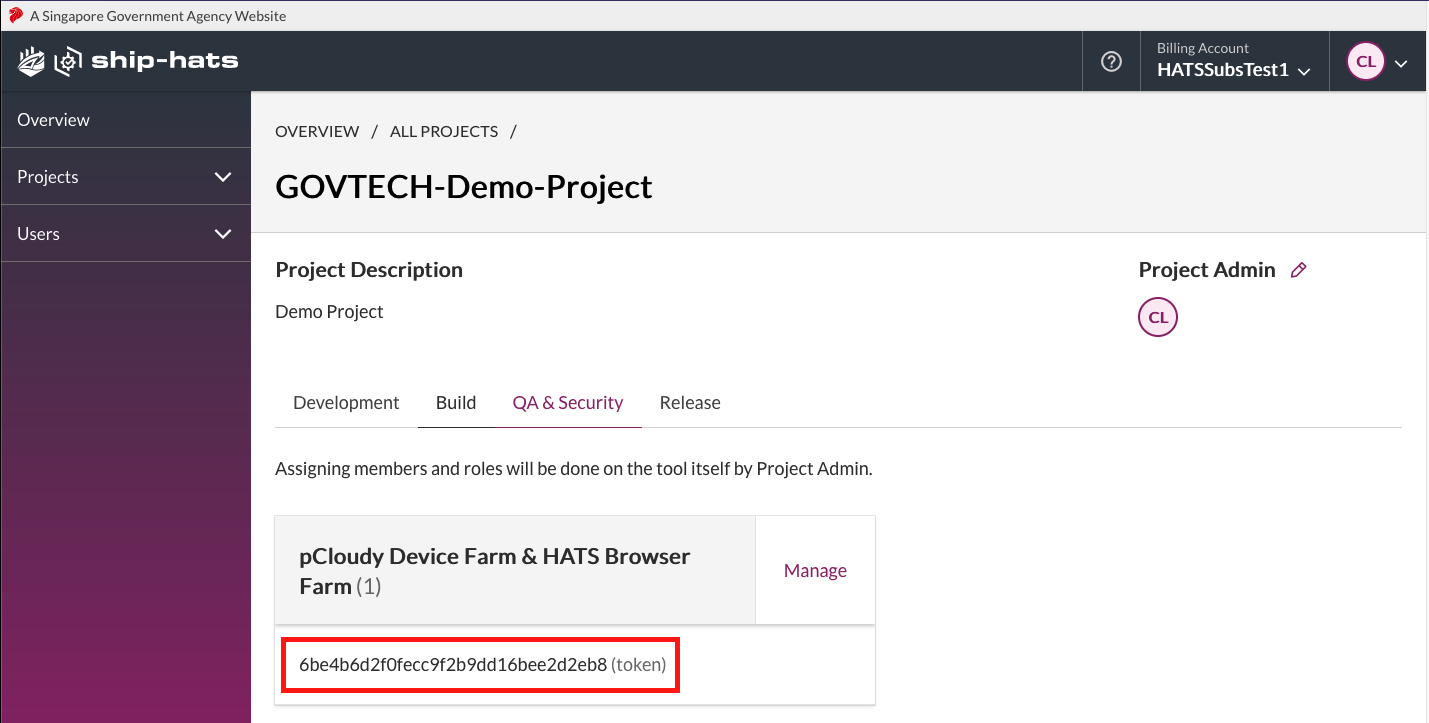 A Singapore Government Agency Website
ship-hats
Billing Account
HATSSubsTest1
CL
Overview
Projects
Users
OVERVIEW / ALL PROJECTS /
GOVTECH-Demo-Project
Project Description
Demo Project
Project Admin
CL
Development Build QA & Security Release
Assigning members and roles will be done on the tool itself by Project Admin.
pCloudy Device Farm & HATS Browser
Farm (1)
Manage
6be4b6d2f0fecc9f2b9dd16bee2d2eb8 (token)